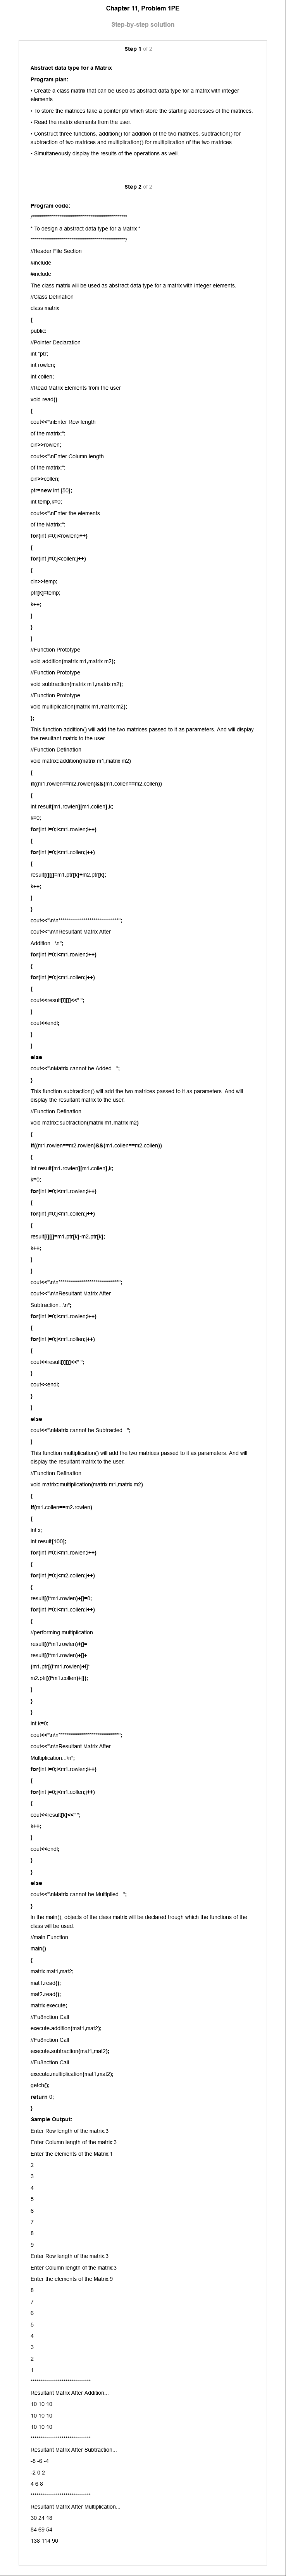 Chapter 11, Problem 1PE
Step-by-step solution
Step 1 of 2
Abstract data type for a Matrix
Program plan:
• Create a class matrix that can be used as abstract data type for a matrix with integer
elements.
• To store the matrices take a pointer ptr which store the starting addresses of the matrices.
• Read the matrix elements from the user.
• Construct three functions, addition() for addition of the two matrices, subtraction() for
subtraction of two matrices and multiplication() for multiplication of the two matrices.
• Simultaneously display the results of the operations as well.
Step 2 of 2
Program code:
/************************************************
* To design a abstract data type for a Matrix *
************************************************/
//Header File Section
#include
#include
The class matrix will be used as abstract data type for a matrix with integer elements.
//Class Defination
class matrix
{
public:
//Pointer Declaration
int *ptr;
int rowlen;
int collen;
//Read Matrix Elements from the user
void read()
{
cout<<"\nEnter Row length
of the matrix:";
cin>>rowlen;
cout<<"\nEnter Column length
of the matrix:";
cin>>collen;
ptr=new int [50];
int temp,k=0;
cout<<"\nEnter the elements
of the Matrix:";
for(int i=0;i<rowlen;i++)
{
for(int j=0;j<collen;j++)
{
cin>>temp;
ptr[k]=temp;
k++;
}
}
}
//Function Prototype
void addition(matrix m1,matrix m2);
//Function Prototype
void subtraction(matrix m1,matrix m2);
//Function Prototype
void multiplication(matrix m1,matrix m2);
};
This function addition() will add the two matrices passed to it as parameters. And will display
the resultant matrix to the user.
//Function Defination
void matrix::addition(matrix m1,matrix m2)
{
if((m1.rowlen==m2.rowlen)&&(m1.collen==m2.collen))
{
int result[m1.rowlen][m1.collen],k;
k=0;
for(int i=0;i<m1.rowlen;i++)
{
for(int j=0;j<m1.collen;j++)
{
result[i][j]=m1.ptr[k]+m2.ptr[k];
k++;
}
}
cout<<"\n\n******************************";
cout<<"\n\nResultant Matrix After
Addition...\n";
for(int i=0;i<m1.rowlen;i++)
{
for(int j=0;j<m1.collen;j++)
{
cout<<result[i][j]<<" ";
}
cout<<endl;
}
}
else
cout<<"\nMatrix cannot be Added...";
}
This function subtraction() will add the two matrices passed to it as parameters. And will
display the resultant matrix to the user.
//Function Defination
void matrix::subtraction(matrix m1,matrix m2)
{
if((m1.rowlen==m2.rowlen)&&(m1.collen==m2.collen))
{
int result[m1.rowlen][m1.collen],k;
k=0;
for(int i=0;i<m1.rowlen;i++)
{
for(int j=0;j<m1.collen;j++)
{
result[i][j]=m1.ptr[k]-m2.ptr[k];
k++;
}
}
cout<<"\n\n******************************";
cout<<"\n\nResultant Matrix After
Subtraction...\n";
for(int i=0;i<m1.rowlen;i++)
{
for(int j=0;j<m1.collen;j++)
{
cout<<result[i][j]<<" ";
}
cout<<endl;
}
}
else
cout<<"\nMatrix cannot be Subtracted...";
}
This function multiplication() will add the two matrices passed to it as parameters. And will
display the resultant matrix to the user.
//Function Defination
void matrix::multiplication(matrix m1,matrix m2)
{
if(m1.collen==m2.rowlen)
{
int x;
int result[100];
for(int i=0;i<m1.rowlen;i++)
{
for(int j=0;j<m2.collen;j++)
{
result[(i*m1.rowlen)+j]=0;
for(int l=0;l<m1.collen;l++)
{
//performing multiplication
result[(i*m1.rowlen)+j]=
result[(i*m1.rowlen)+j]+
(m1.ptr[(i*m1.rowlen)+l]*
m2.ptr[(l*m1.collen)+j]);
}
}
}
int k=0;
cout<<"\n\n******************************";
cout<<"\n\nResultant Matrix After
Multiplication...\n";
for(int i=0;i<m1.rowlen;i++)
{
for(int j=0;j<m1.collen;j++)
{
cout<<result[k]<<" ";
k++;
}
cout<<endl;
}
}
else
cout<<"\nMatrix cannot be Multiplied...";
}
In the main(), objects of the class matrix will be declared trough which the functions of the
class will be used.
//main Function
main()
{
matrix mat1,mat2;
mat1.read();
mat2.read();
matrix execute;
//Fu8nction Call
execute.addition(mat1,mat2);
//Fu8nction Call
execute.subtraction(mat1,mat2);
//Fu8nction Call
execute.multiplication(mat1,mat2);
getch();
return 0;
}
Sample Output:
Enter Row length of the matrix:3
Enter Column length of the matrix:3
Enter the elements of the Matrix:1
2
3
4
5
6
7
8
9
Enter Row length of the matrix:3
Enter Column length of the matrix:3
Enter the elements of the Matrix:9
8
7
6
5
4
3
2
1
******************************
Resultant Matrix After Addition...
10 10 10
10 10 10
10 10 10
******************************
Resultant Matrix After Subtraction...
-8 -6 -4
-2 0 2
4 6 8
******************************
Resultant Matrix After Multiplication...
30 24 18
84 69 54
138 114 90